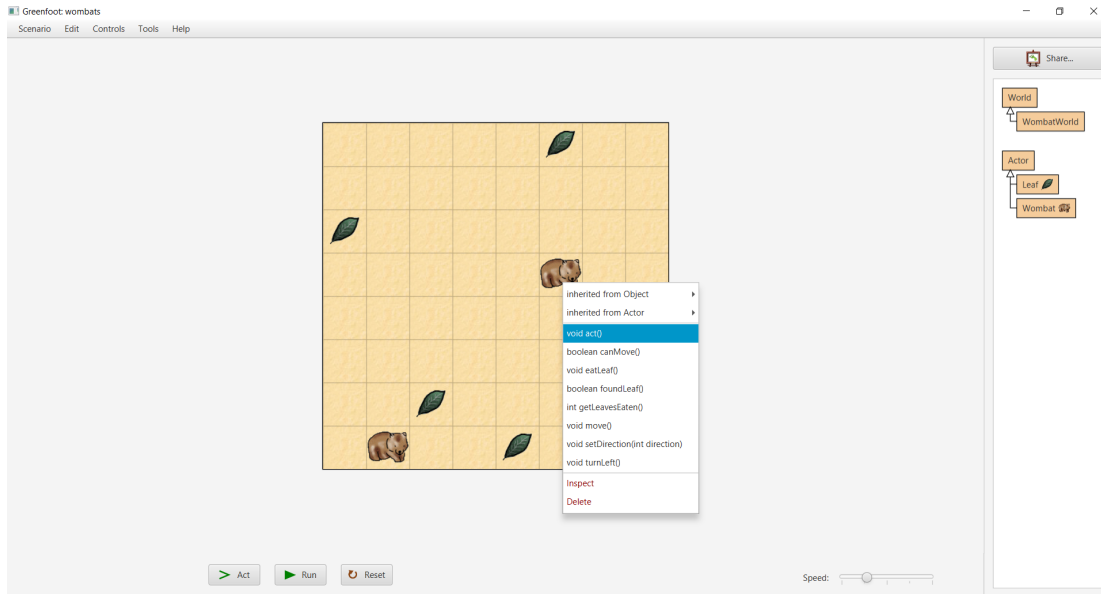 Greenfoot: wombats
Scenario Edit Controls Tools Help
Share...
World
WombatWorld
Actor
Leaf
Wombat
inherited from Object
inherited from Actor
void act()
boolean canMove()
void eatLeaf()
boolean foundLeaf()
int getLeavesEaten()
void move()
void setDirection(int direction)
void turnLeft()
Inspect
Delete
Act Run Reset Speed: